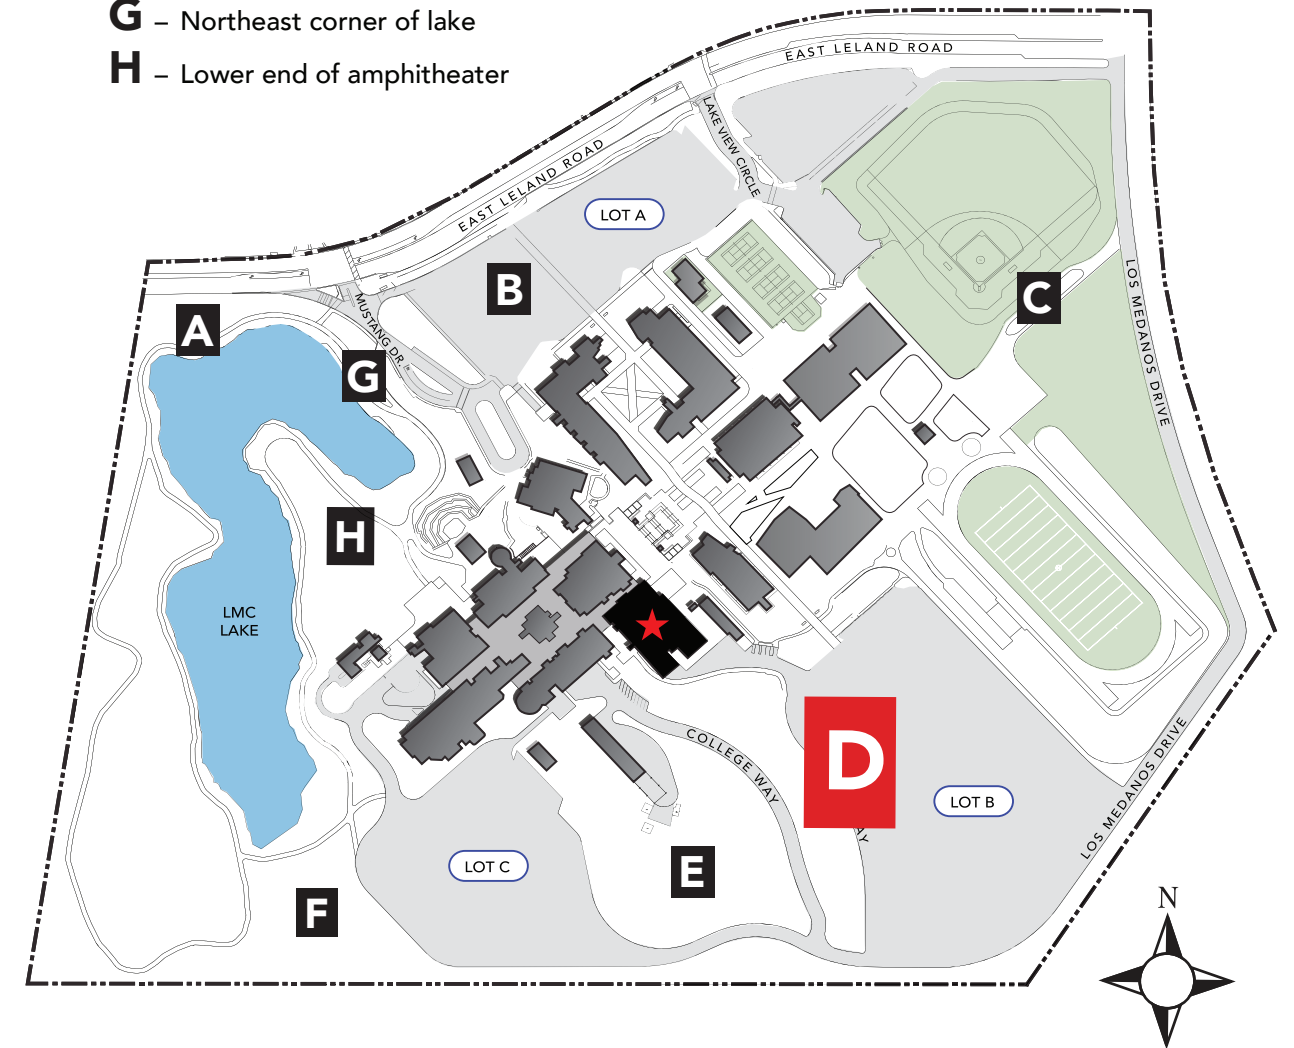 G – Northeast corner of lake
H – Lower end of amphitheater
EAST LELAND ROAD
LAKE VIEW CIRCLE
EAST LELAND ROAD
LOT A
B
C
LOS MEDANOS DRIVE
A
MUSTANG DR.
G
H
LMC
LAKE
COLLEGE WAY
D
LOT B
AY
LOS MEDANOS DRIVE
LOT C
E
F
N